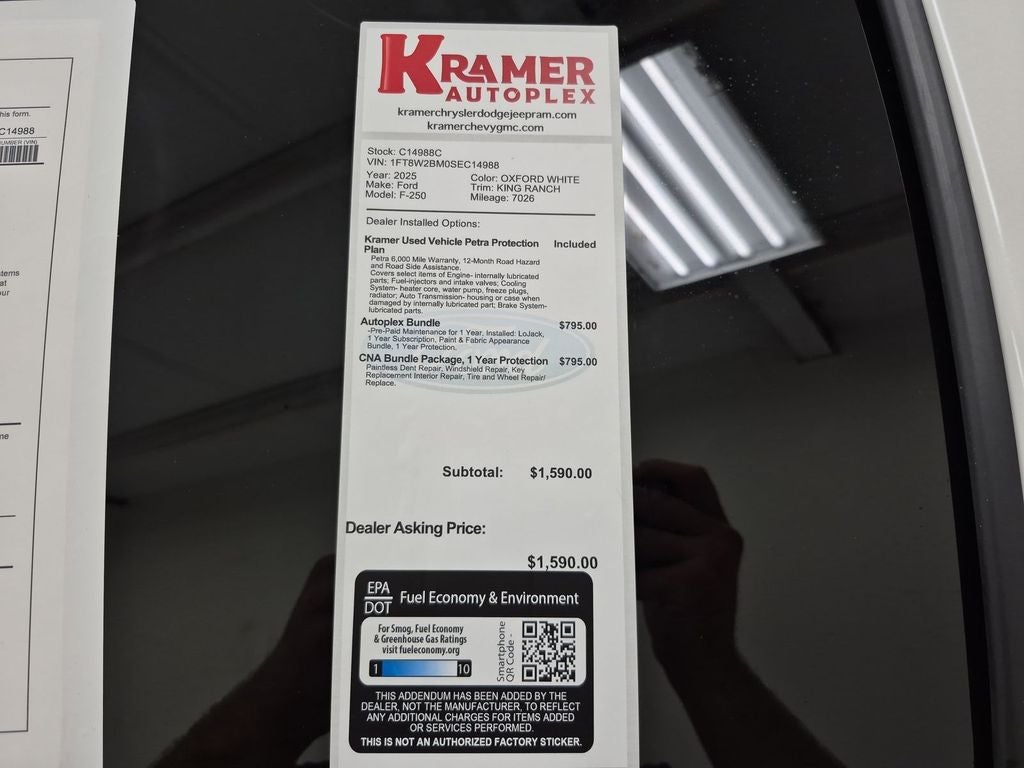 his form.
C14988
NUMBER (VIN)
stems
at
our
me
KRAMER
AUTOPLEX
kramerchryslerdodgejeepram.com
kramerchevygmc.com
Stock: C14988C
VIN: 1FT8W2BM0SEC14988
Year: 2025
Make: Ford
Model: F-250
Color: OXFORD WHITE
Trim: KING RANCH
Mileage: 7026
Dealer Installed Options:
Kramer Used Vehicle Petra Protection Included
Plan
Petra 6,000 Mile Warranty, 12-Month Road Hazard
and Road Side Assistance.
Covers select items of Engine- internally lubricated
parts; Fuel-injectors and intake valves; Cooling
System- heater core, water pump, freeze plugs,
radiator; Auto Transmission- housing or case when
damaged by internally lubricated part; Brake System-
lubricated parts.
Autoplex Bundle $795.00
-Pre-Paid Maintenance for 1 Year, Installed: LoJack,
1 Year Subscription, Paint & Fabric Appearance
Bundle, 1 Year Protection.
CNA Bundle Package, 1 Year Protection $795.00
Paintless Dent Repair, Windshield Repair, Key
Replacement Interior Repair, Tire and Wheel Repair/
Replace.
Subtotal: $1,590.00
Dealer Asking Price:
$1,590.00
EPA
DOT
Fuel Economy & Environment
For Smog, Fuel Economy
& Greenhouse Gas Ratings
visit fueleconomy.org
1 10
Smartphone
QR Code -
THIS ADDENDUM HAS BEEN ADDED BY THE
DEALER, NOT THE MANUFACTURER, TO REFLECT
ANY ADDITIONAL CHARGES FOR ITEMS ADDED
OR SERVICES PERFORMED.
THIS IS NOT AN AUTHORIZED FACTORY STICKER.